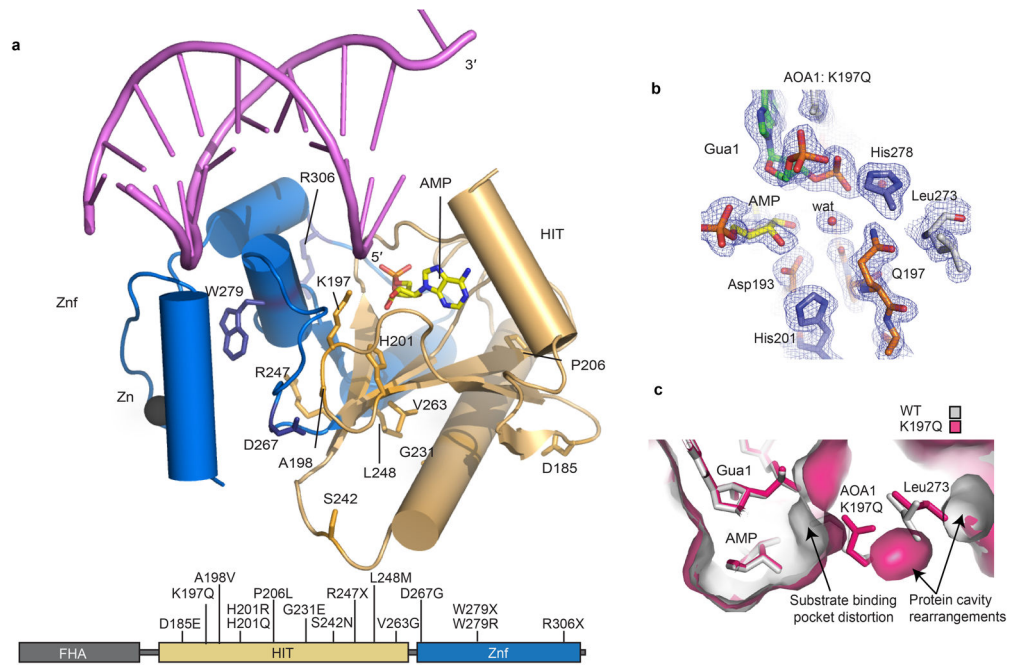 a
3′
R306
AMP
HIT
5′
Znf
K197
W279
H201
P206
Zn
R247
V263
D267
G231
A198
L248
D185
S242
A198V
L248M
K197Q
P206L
R247X
D267G
H201R
G231E
W279X
D185E
H201Q
S242N
V263G
W279R
R306X
FHA
HIT
Znf
b
AOA1: K197Q
Gua1
His278
Leu273
AMP
wat
Asp193
Q197
His201
c
WT
K197Q
Gua1
AOA1
K197Q
Leu273
AMP
Substrate binding
pocket distortion
Protein cavity
rearrangements